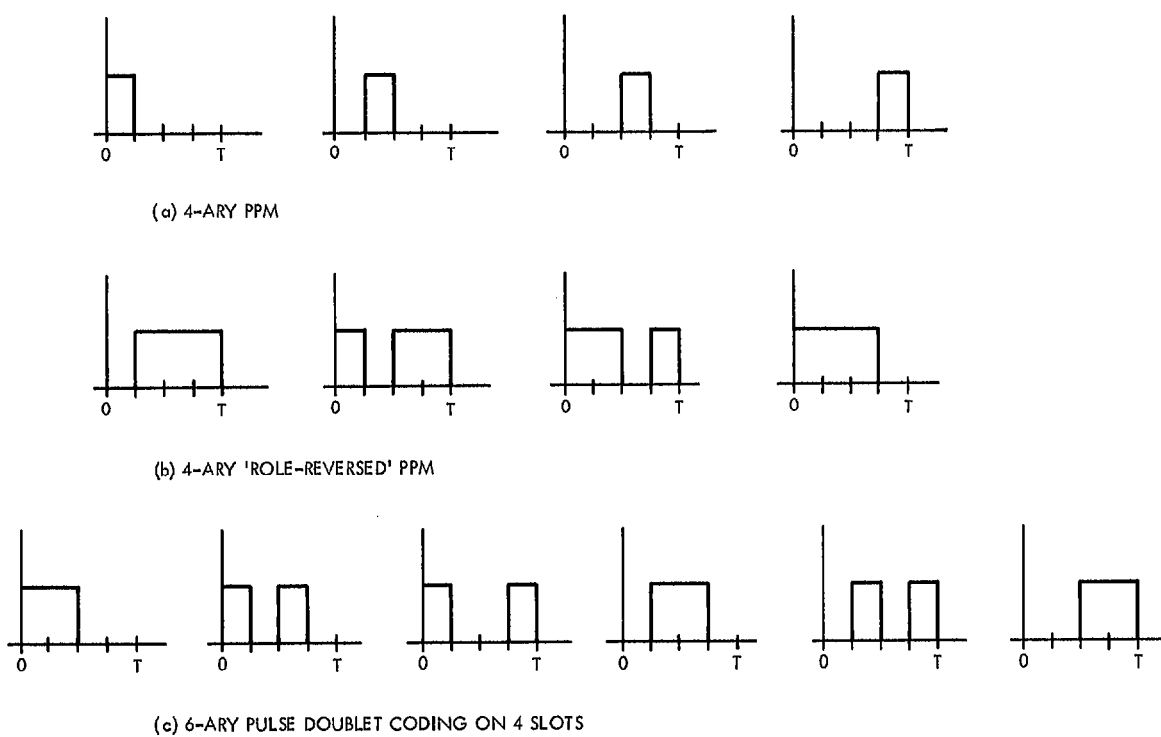 0 T 0 T 0 T 0 T
(a) 4-ARY PPM
0 T 0 T 0 T 0 T
(b) 4-ARY 'ROLE-REVERSED' PPM
0 T 0 T 0 T 0 T 0 T 0 T
(c) 6-ARY PULSE DOUBLET CODING ON 4 SLOTS